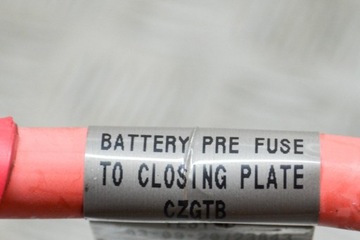 BATTERY PRE FUSE
TO CLOSING PLATE
CZGTB